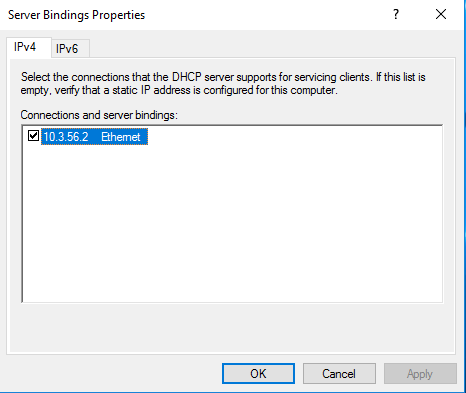 Server Bindings Properties
?
IPv4
IPv6
Select the connections that the DHCP server supports for servicing clients. If this list is
empty, verify that a static IP address is configured for this computer.
Connections and server bindings:
10.3.56.2 Ethernet
OK
Cancel
Apply